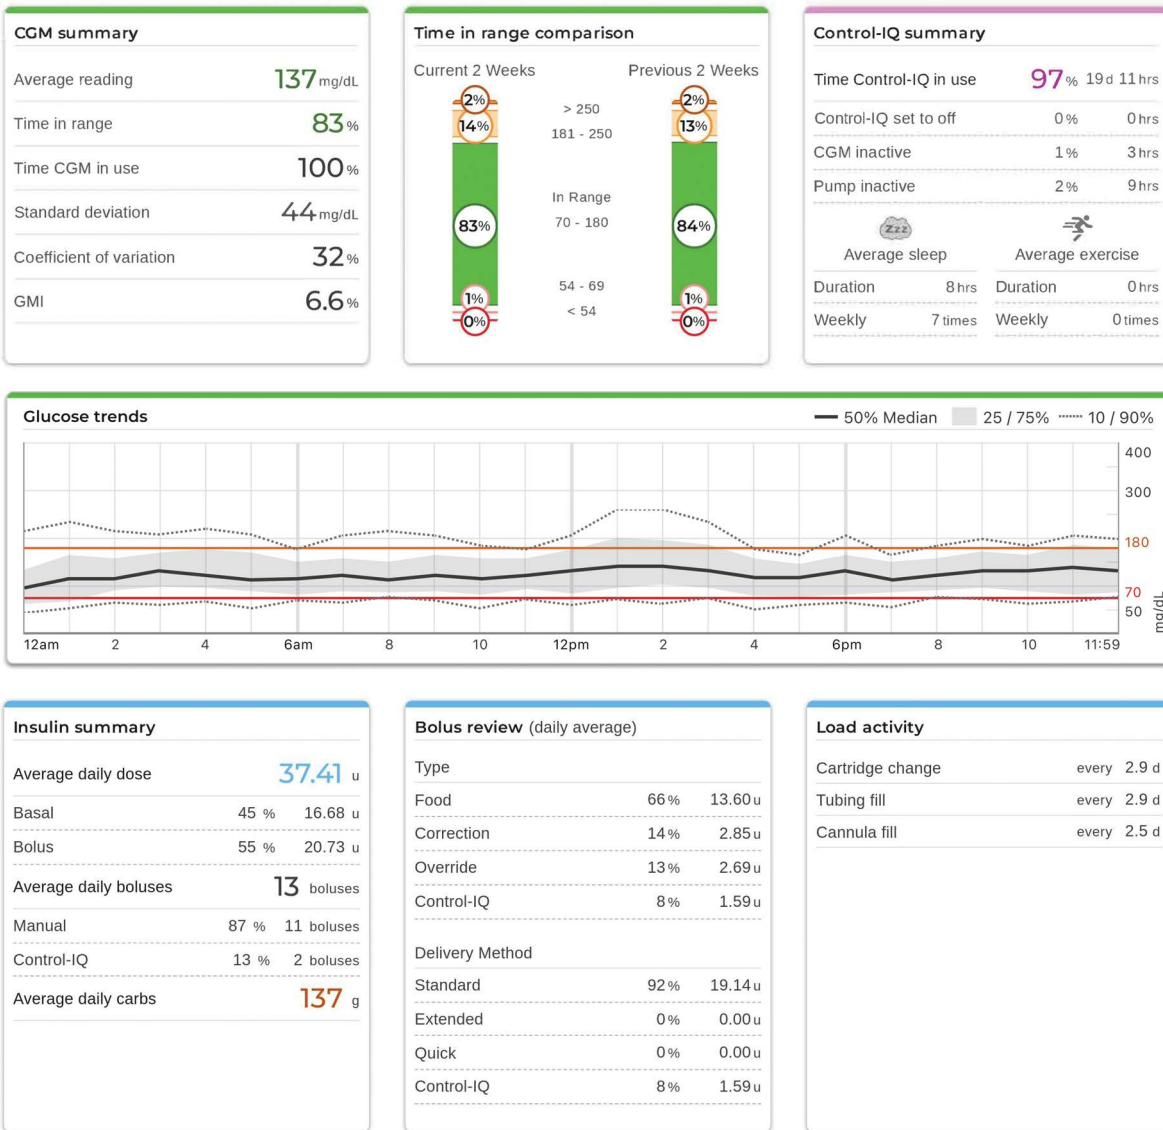 CGM summary
Average reading 137 mg/dL
Time in range 83 %
Time CGM in use 100 %
Standard deviation 44 mg/dL
Coefficient of variation 32 %
GMI 6.6 %
Time in range comparison
Current 2 Weeks Previous 2 Weeks
2% > 250 2%
14% 181 - 250 13%
In Range
83% 70 - 180 84%
1% 54 - 69 1%
0% < 54 0%
Control-IQ summary
Time Control-IQ in use 97 % 19 d 11 hrs
Control-IQ set to off 0 % 0 hrs
CGM inactive 1 % 3 hrs
Pump inactive 2 % 9 hrs
Zzz
Average sleep Average exercise
Duration 8 hrs Duration 0 hrs
Weekly 7 times Weekly 0 times
Glucose trends 50% Median 25 / 75% 10 / 90%
400
300
180
70
50
mg/dL
12am 2 4 6am 8 10 12pm 2 4 6pm 8 10 11:59
Insulin summary
Average daily dose 37.41 u
Basal 45 % 16.68 u
Bolus 55 % 20.73 u
Average daily boluses 13 boluses
Manual 87 % 11 boluses
Control-IQ 13 % 2 boluses
Average daily carbs 137 g
Bolus review (daily average)
Type
Food 66 % 13.60 u
Correction 14 % 2.85 u
Override 13 % 2.69 u
Control-IQ 8 % 1.59 u
Delivery Method
Standard 92 % 19.14 u
Extended 0 % 0.00 u
Quick 0 % 0.00 u
Control-IQ 8 % 1.59 u
Load activity
Cartridge change every 2.9 d
Tubing fill every 2.9 d
Cannula fill every 2.5 d